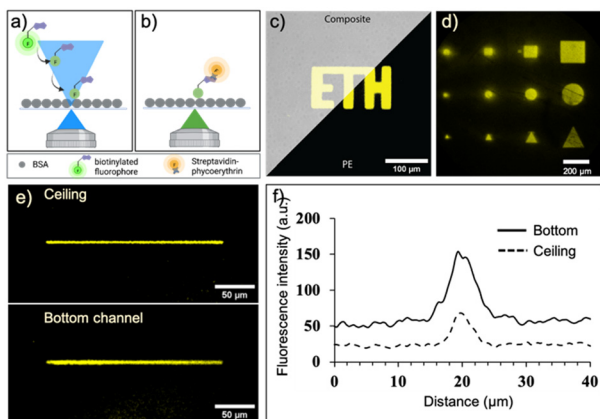 a)
b)
BSA
biotinylated
fluorophore
Streptavidin-
phycoerythrin
c)
Composite
ETH
PE
100 µm
d)
200 µm
e)
Ceiling
50 µm
Bottom channel
50 µm
f)
Fluorescence intensity (a.u.)
200
150
100
50
0
Bottom
Ceiling
0
10
20
30
40
Distance (µm)